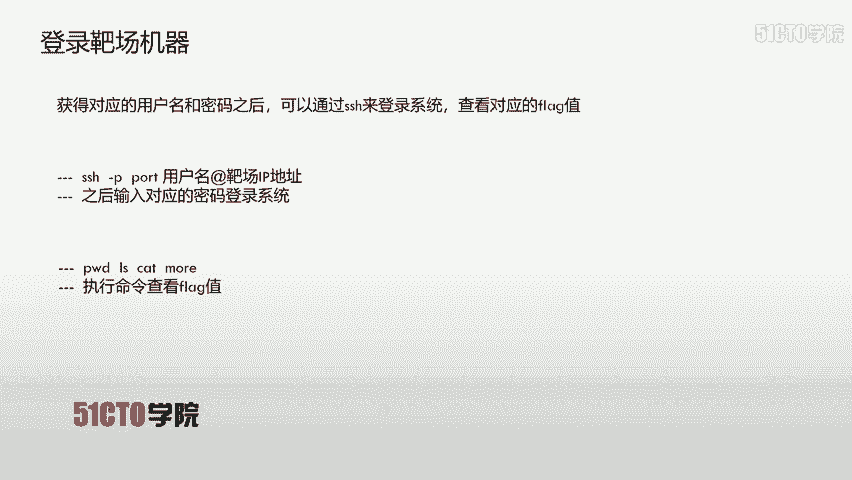 51CTO学院
登录靶场机器
获得对应的用户名和密码之后，可以通过ssh来登录系统，查看对应的flag值
--- ssh -p port 用户名@靶场IP地址
--- 之后输入对应的密码登录系统
--- pwd ls cat more
--- 执行命令查看flag值
51CTO学院